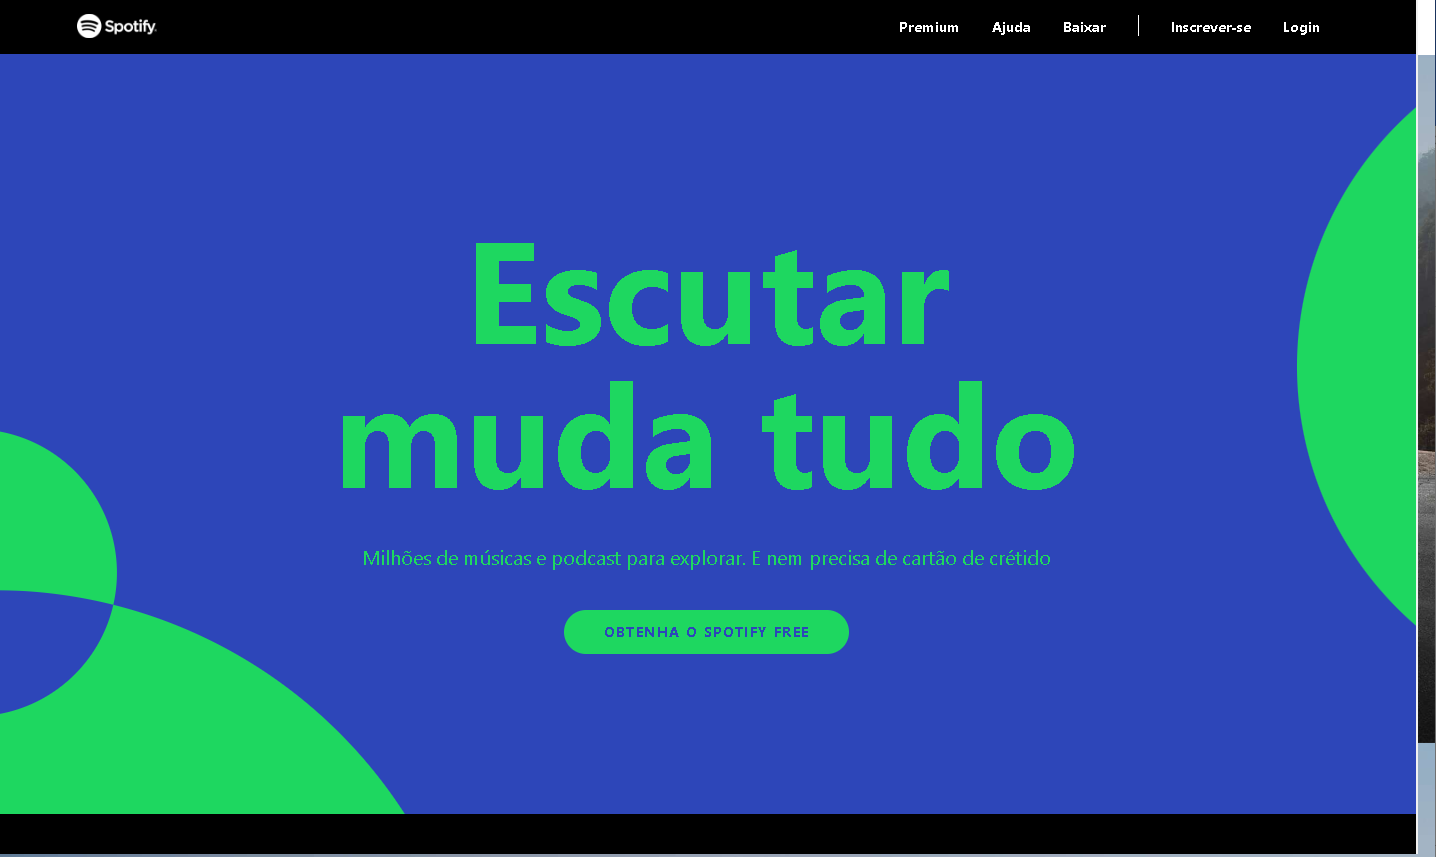 Spotify
Premium Ajuda Baixar Inscrever-se Login
Escutar
muda tudo
Milhões de músicas e podcast para explorar. E nem precisa de cartão de crétido
OBTENHA O SPOTIFY FREE